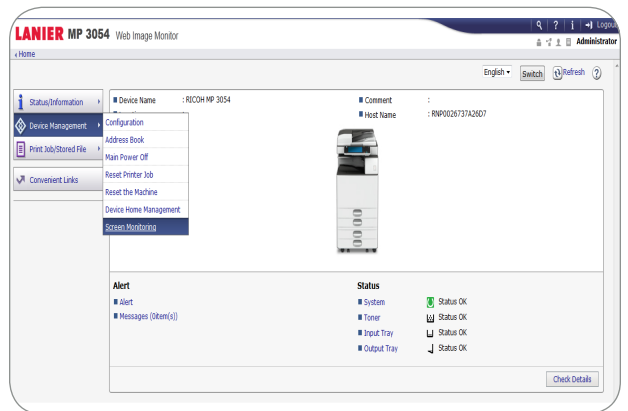 LANIER MP 3054 Web Image Monitor
? i Logout
Administrator
Home
English Switch Refresh ?
Status/Information
Device Management
Print Job/Stored File
Convenient Links
Configuration
Address Book
Main Power Off
Reset Printer Job
Reset the Machine
Device Home Management
Screen Monitoring
Device Name : RICOH MP 3054
Comment :
Host Name : RNP0026737A26D7
Alert
Alert
Messages (0item(s))
Status
System Status OK
Toner Status OK
Input Tray Status OK
Output Tray Status OK
Check Details